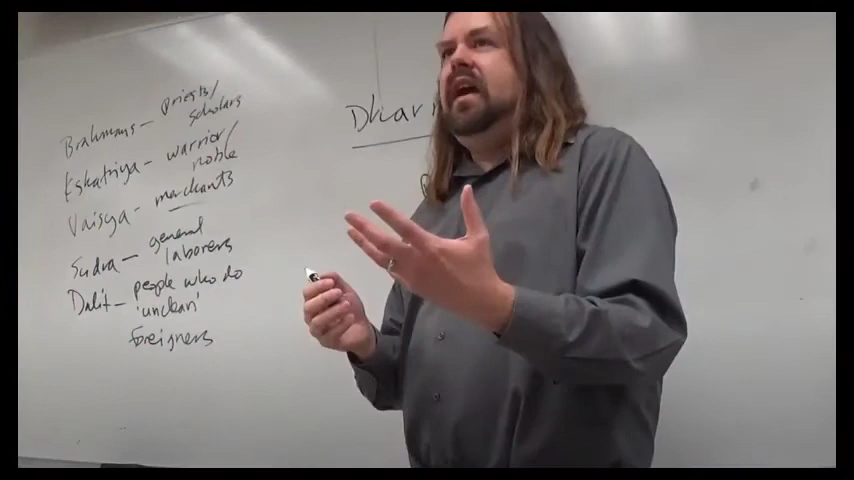 Brahmans – priests/
scholars
Kshatriya – warrior/
noble
Vaisya – merchants
Sudra – general
laborers
Dalit – people who do
'unclean'
foreigners
Dhar